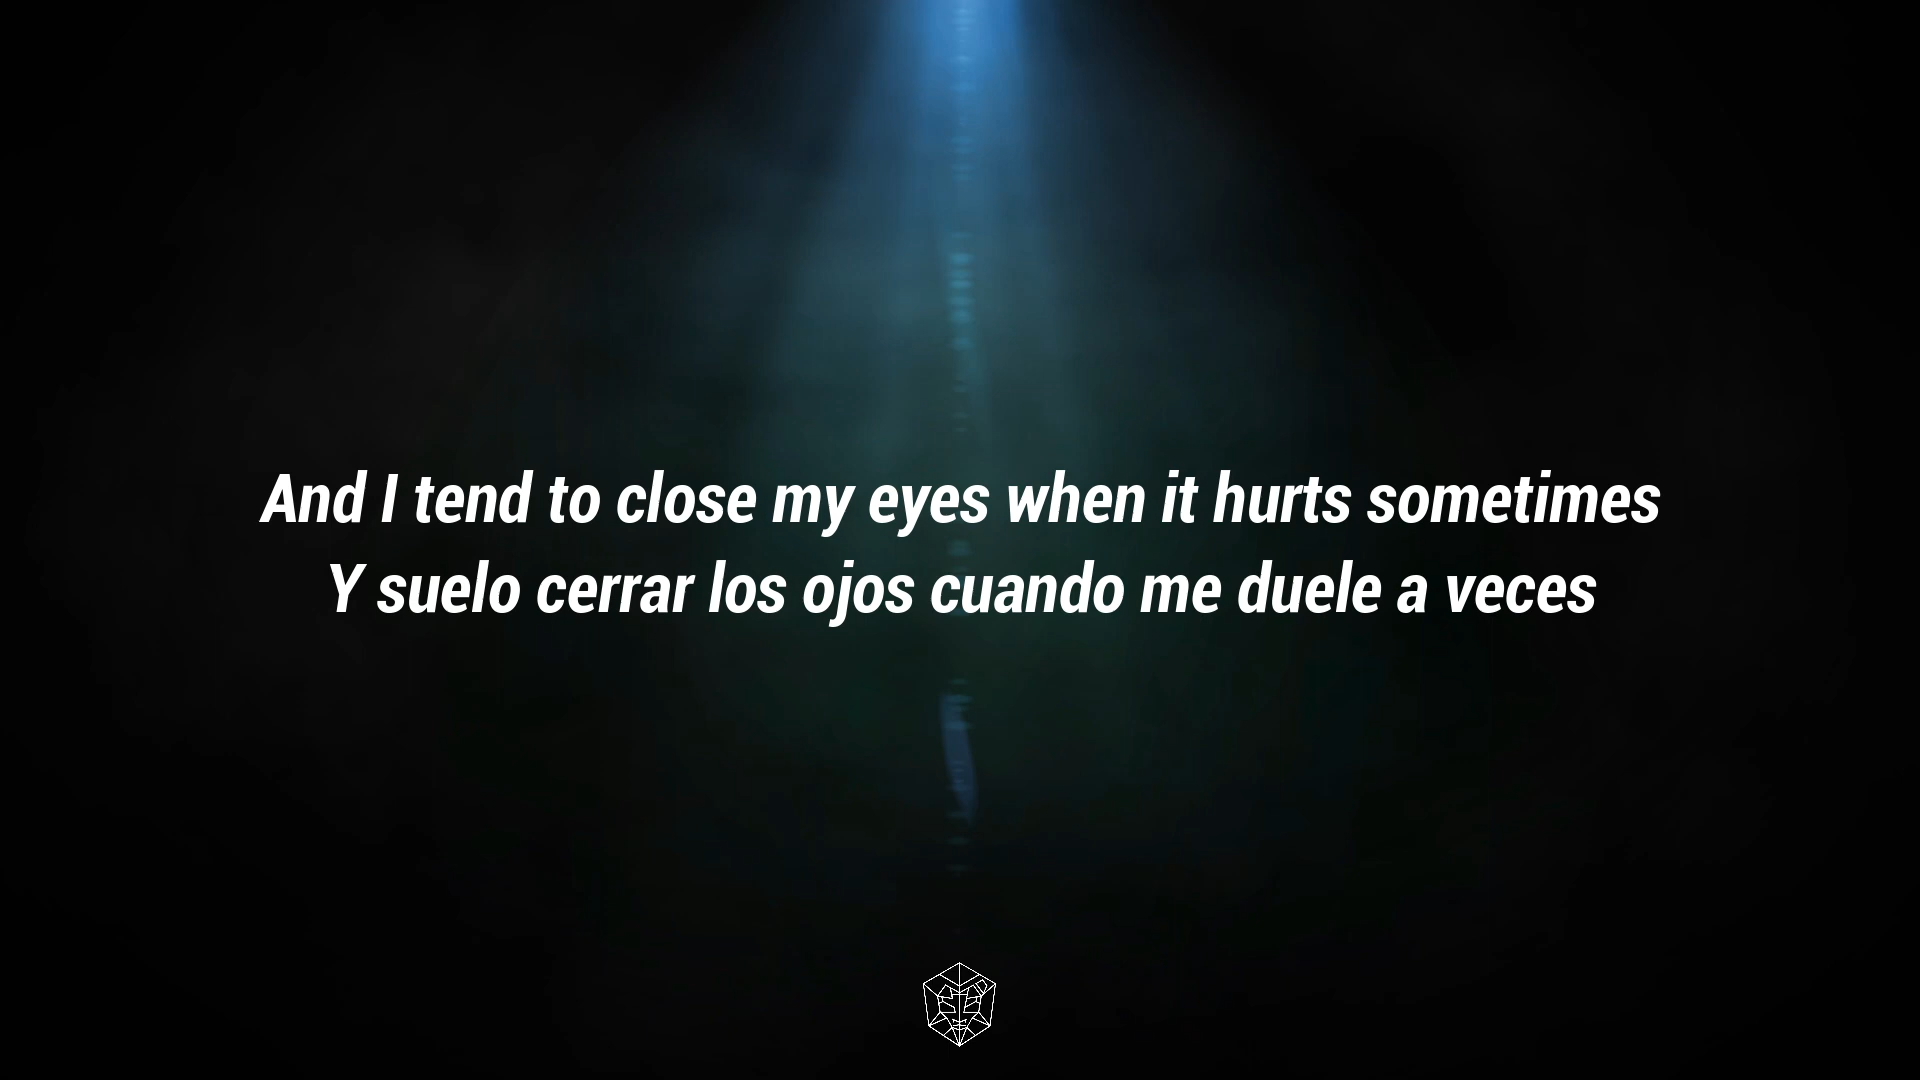 And I tend to close my eyes when it hurts sometimes
Y suelo cerrar los ojos cuando me duele a veces